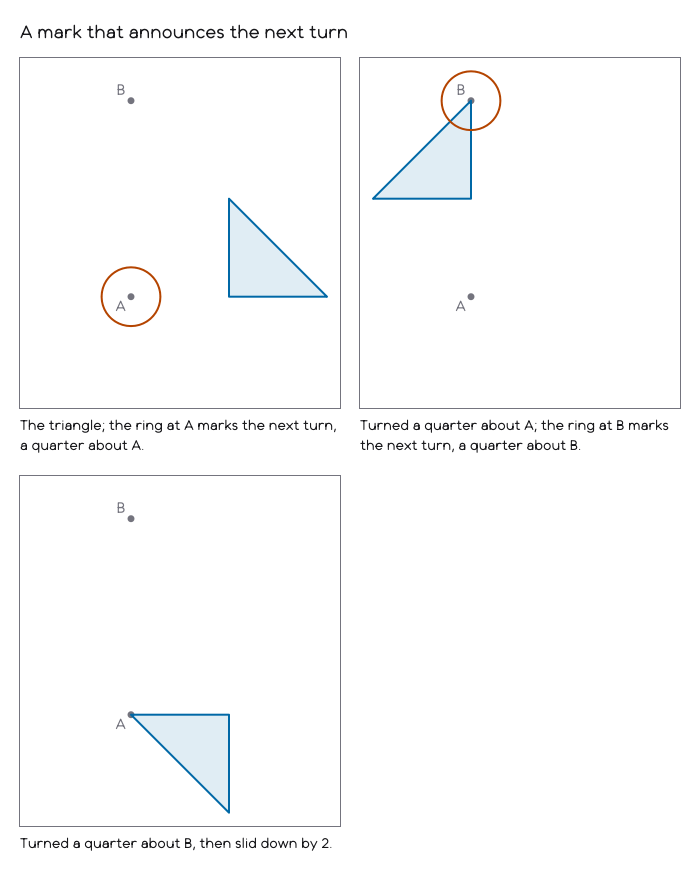 A mark that announces the next turn
B
A
The triangle; the ring at A marks the next turn,
a quarter about A.
B
A
Turned a quarter about A; the ring at B marks
the next turn, a quarter about B.
B
A
Turned a quarter about B, then slid down by 2.